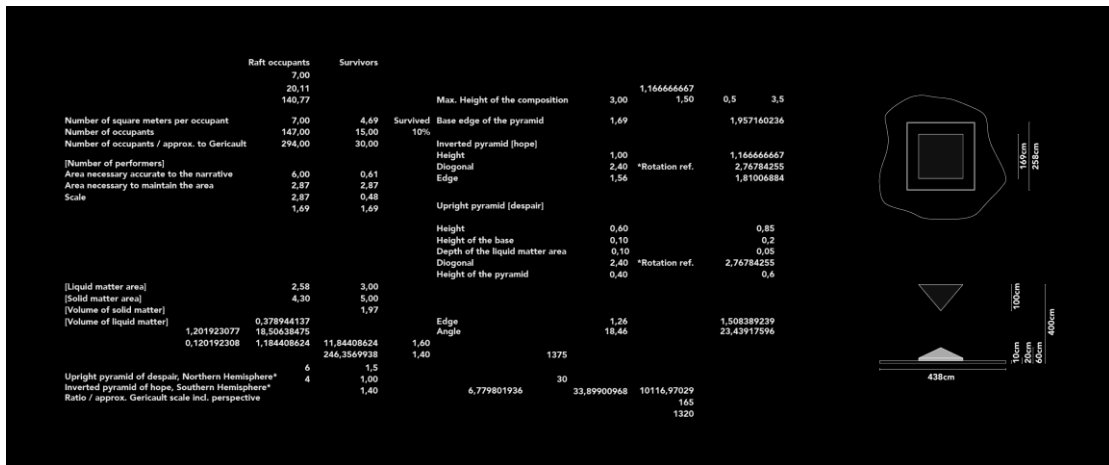 Raft occupants Survivors
7,00
20,11
140,77
Number of square meters per occupant 7,00 4,69 Survived
Number of occupants 147,00 15,00 10%
Number of occupants / approx. to Gericault 294,00 30,00
[Number of performers]
Area necessary accurate to the narrative 6,00 0,61
Area necessary to maintain the area 2,87 2,87
Scale 2,87 0,48
1,69 1,69
[Liquid matter area] 2,58 3,00
[Solid matter area] 4,30 5,00
[Volume of solid matter] 1,97
[Volume of liquid matter] 0,378944137
1,201923077 18,50638475
0,120192308 1,184408624 11,84408624 1,60
246,3569938 1,40
6 1,5
Upright pyramid of despair, Northern Hemisphere* 4 1,00
Inverted pyramid of hope, Southern Hemisphere* 1,40
Ratio / approx. Gericault scale incl. perspective
1,166666667
Max. Height of the composition 3,00 1,50 0,5 3,5
Base edge of the pyramid 1,69 1,957160236
Inverted pyramid [hope]
Height 1,00 1,166666667
Diogonal 2,40 *Rotation ref. 2,76784255
Edge 1,56 1,81006884
Upright pyramid [despair]
Height 0,60 0,85
Height of the base 0,10 0,2
Depth of the liquid matter area 0,10 0,05
Diogonal 2,40 *Rotation ref. 2,76784255
Height of the pyramid 0,40 0,6
Edge 1,26 1,508389239
Angle 18,46 23,43917596
1375
30
6,779801936 33,89900968 10116,97029
165
1320
169cm
258cm
100cm
400cm
10cm
20cm
60cm
438cm